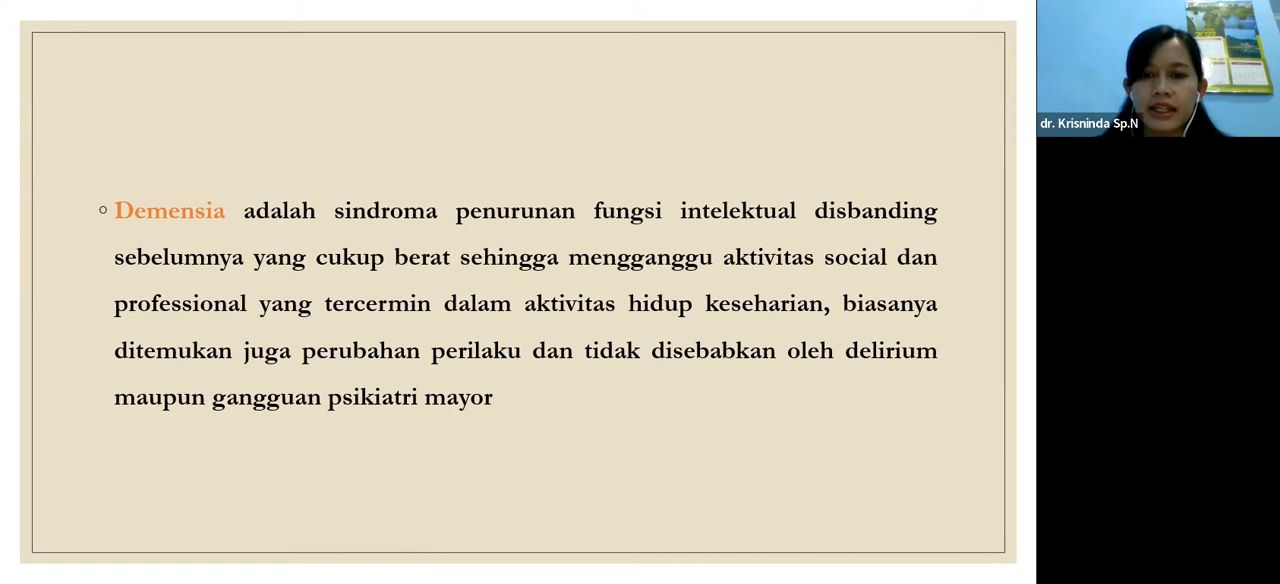 Demensia adalah sindroma penurunan fungsi intelektual disbanding
sebelumnya yang cukup berat sehingga mengganggu aktivitas social dan
professional yang tercermin dalam aktivitas hidup keseharian, biasanya
ditemukan juga perubahan perilaku dan tidak disebabkan oleh delirium
maupun gangguan psikiatri mayor
2022
dr. Krisninda Sp.N